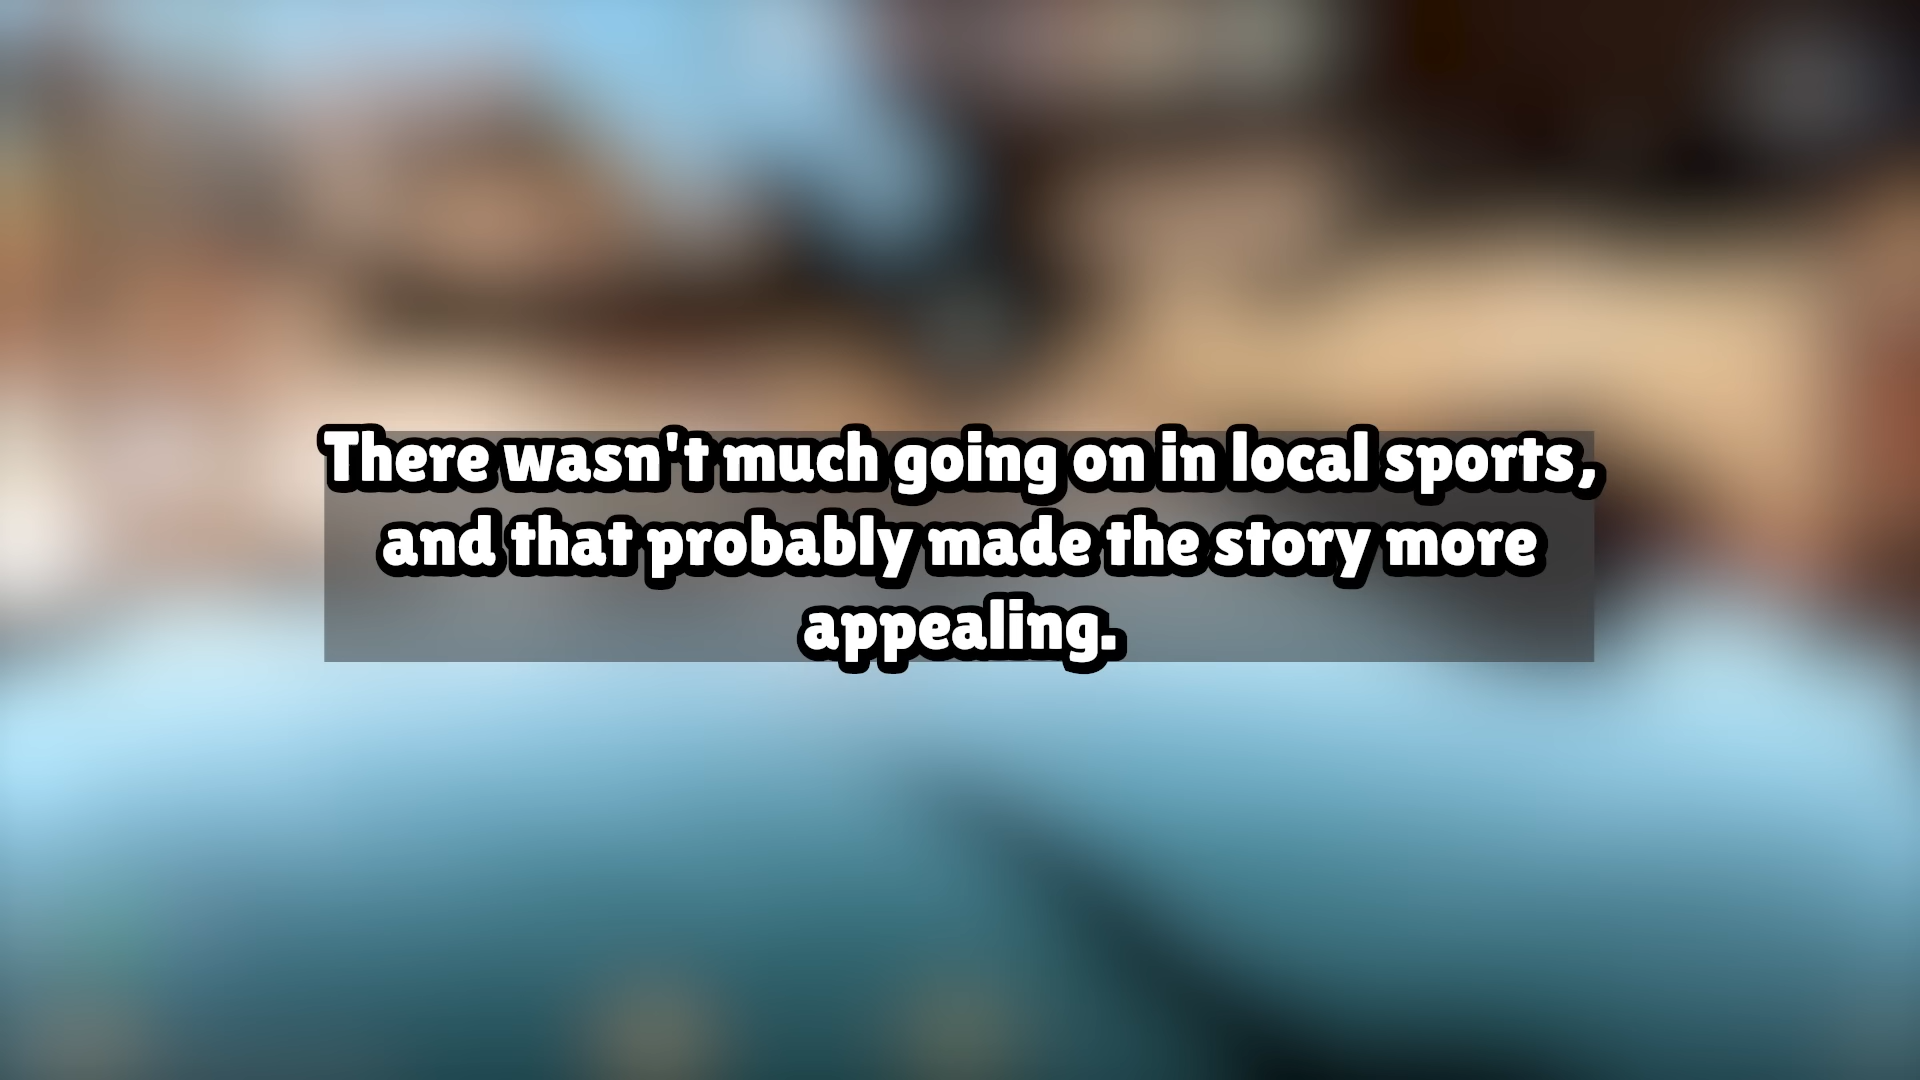 There wasn't much going on in local sports,
and that probably made the story more
appealing.